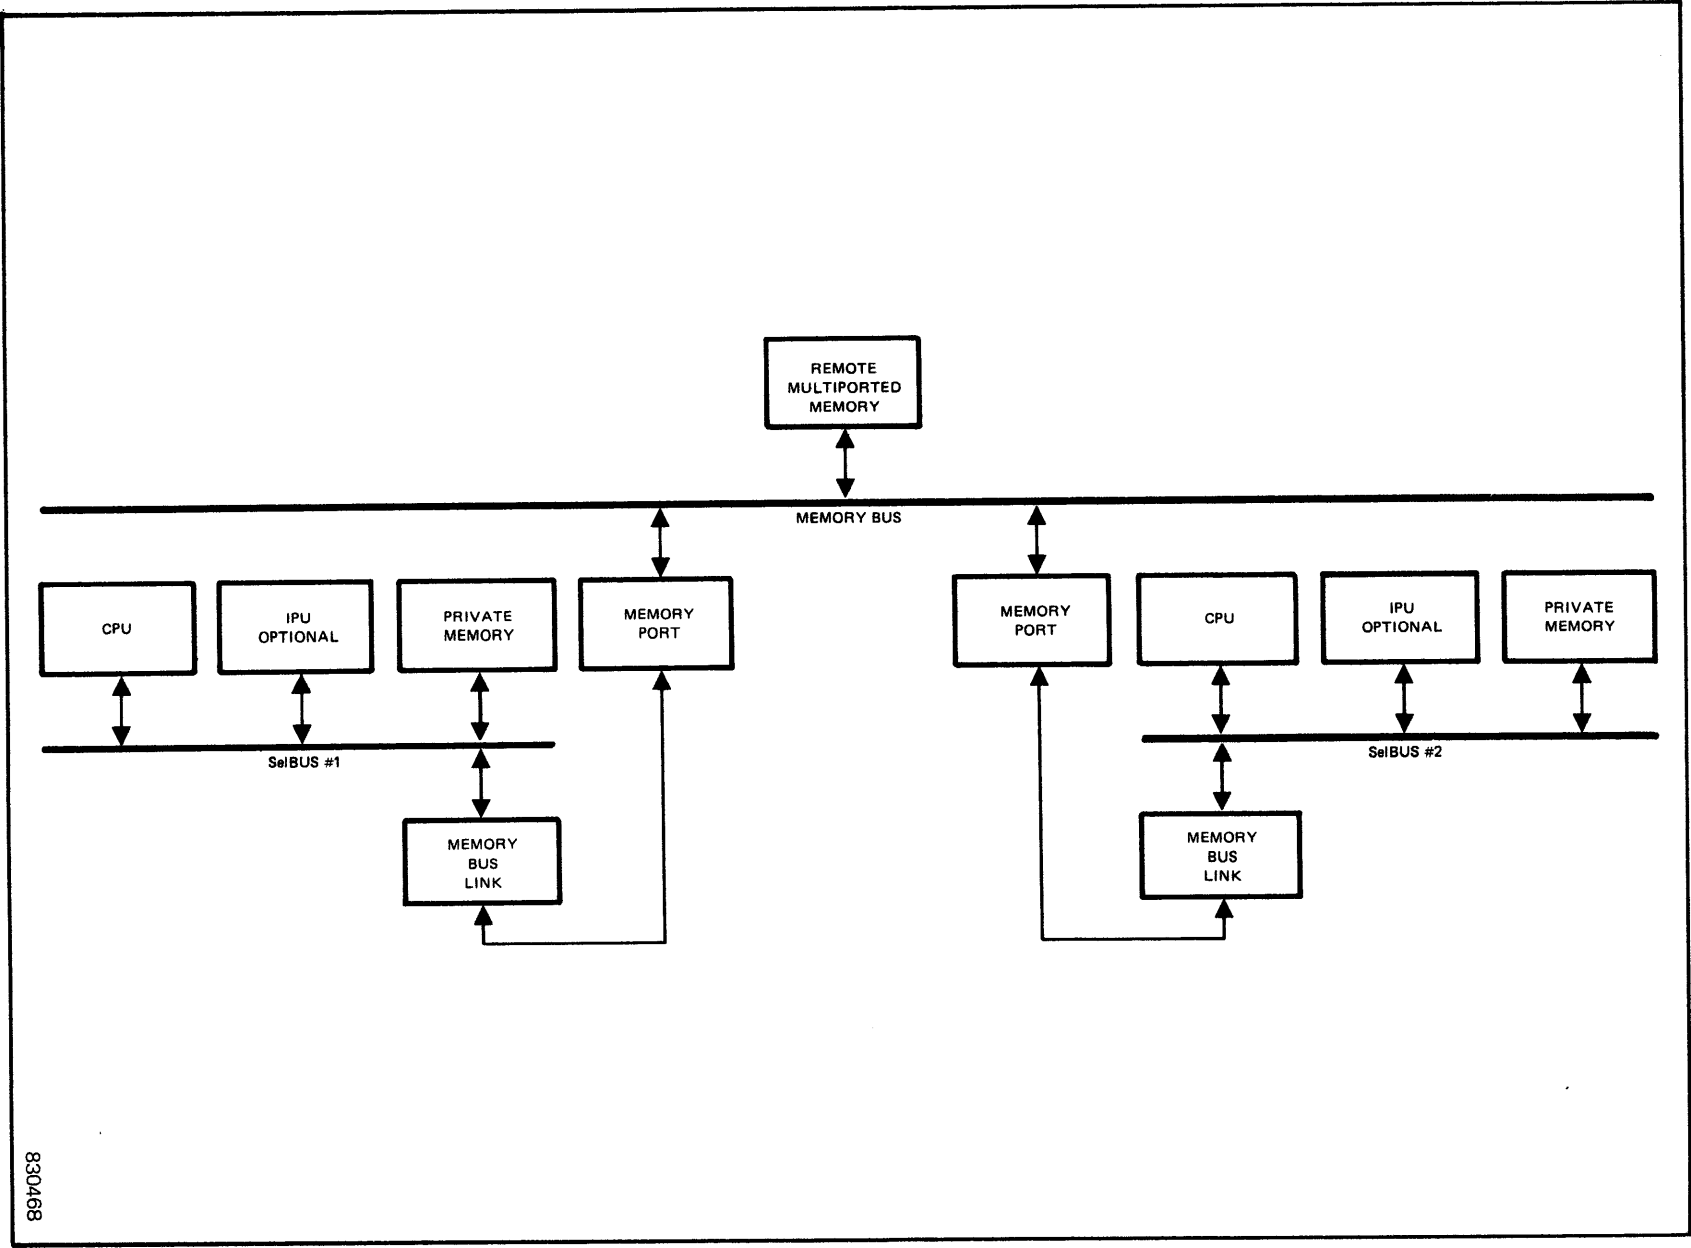 REMOTE
MULTIPORTED
MEMORY
MEMORY BUS
CPU
IPU
OPTIONAL
PRIVATE
MEMORY
MEMORY
PORT
MEMORY
PORT
CPU
IPU
OPTIONAL
PRIVATE
MEMORY
SelBUS #1
SelBUS #2
MEMORY
BUS
LINK
MEMORY
BUS
LINK
830468